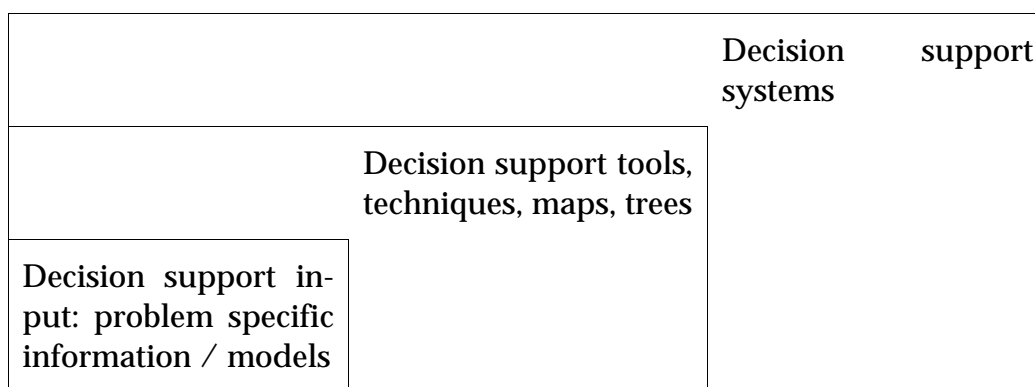 Decision support
systems
Decision support tools,
techniques, maps, trees
Decision support in-
put: problem specific
information / models